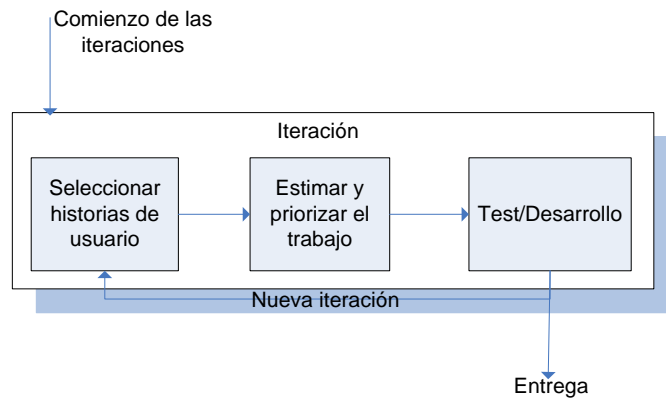 Comienzo de las
iteraciones
Iteración
Seleccionar
historias de
usuario
Estimar y
priorizar el
trabajo
Test/Desarrollo
Nueva iteración
Entrega